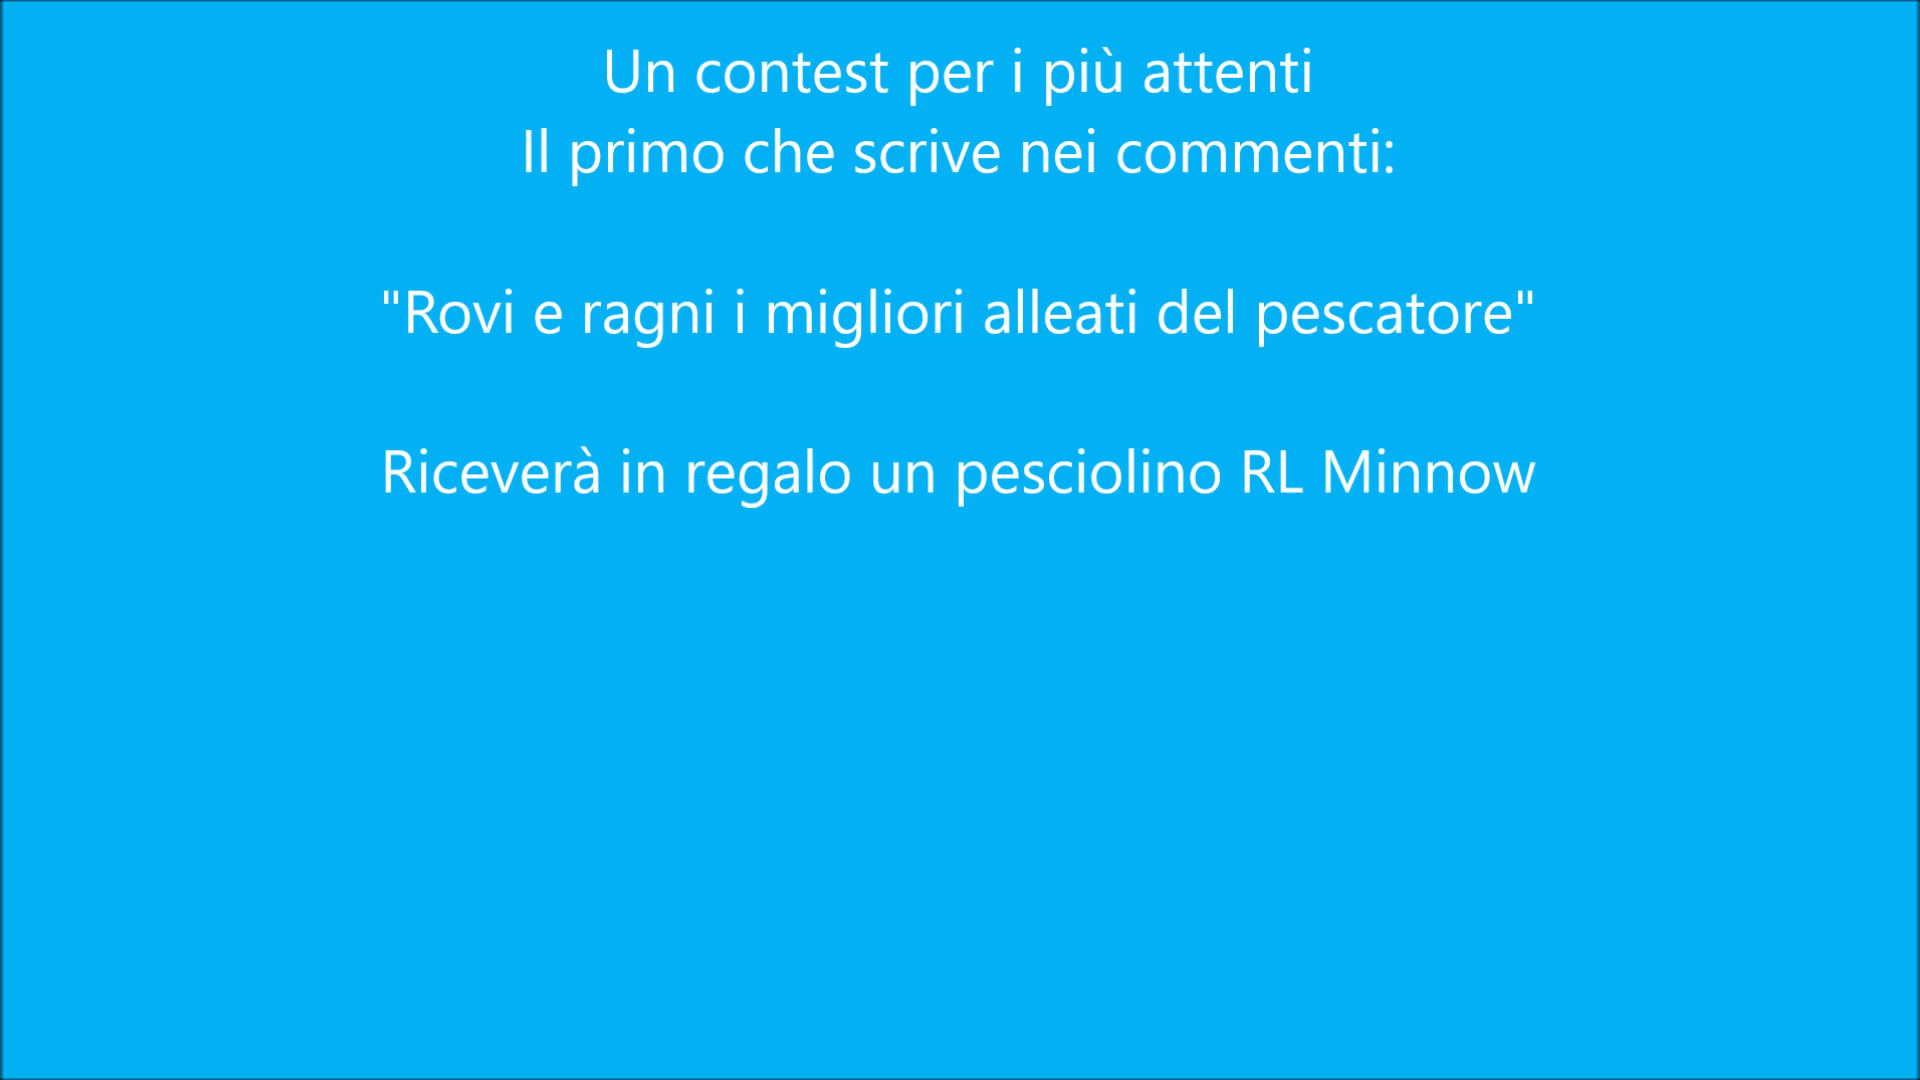 Un contest per i più attenti
Il primo che scrive nei commenti:
"Rovi e ragni i migliori alleati del pescatore"
Riceverà in regalo un pesciolino RL Minnow